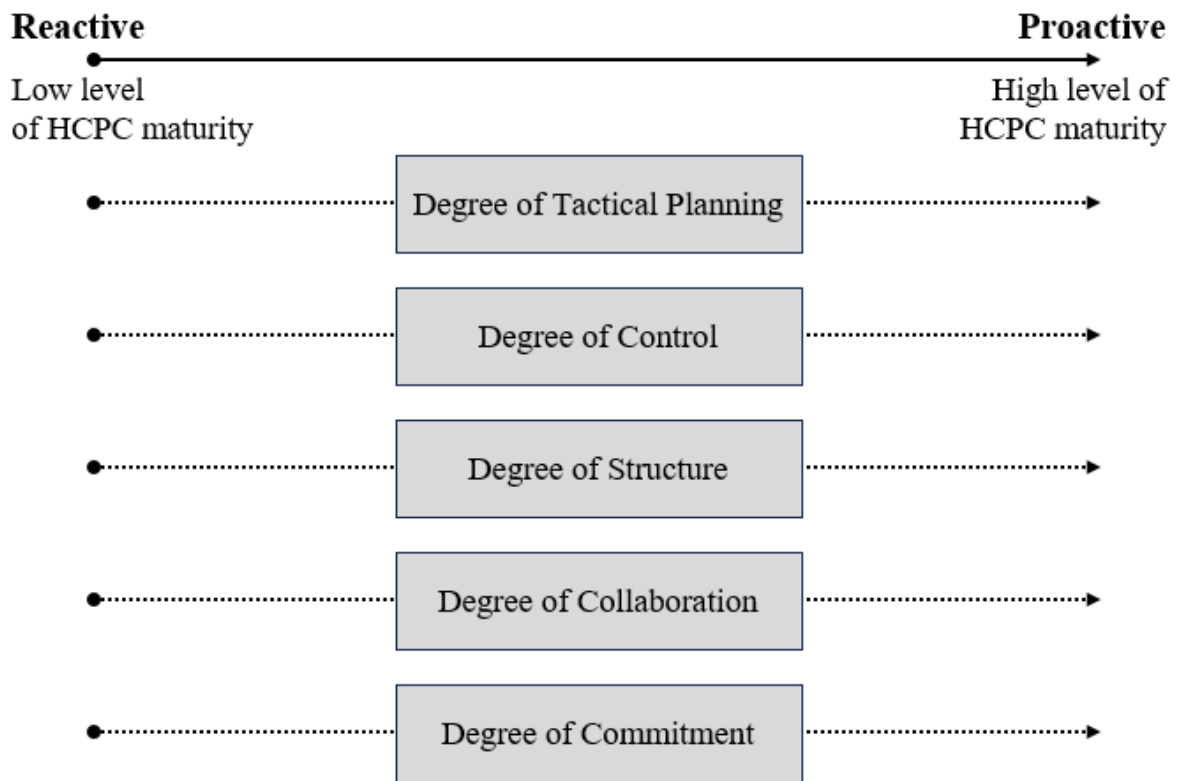 Reactive
Proactive
Low level
of HCPC maturity
High level of
HCPC maturity
Degree of Tactical Planning
Degree of Control
Degree of Structure
Degree of Collaboration
Degree of Commitment